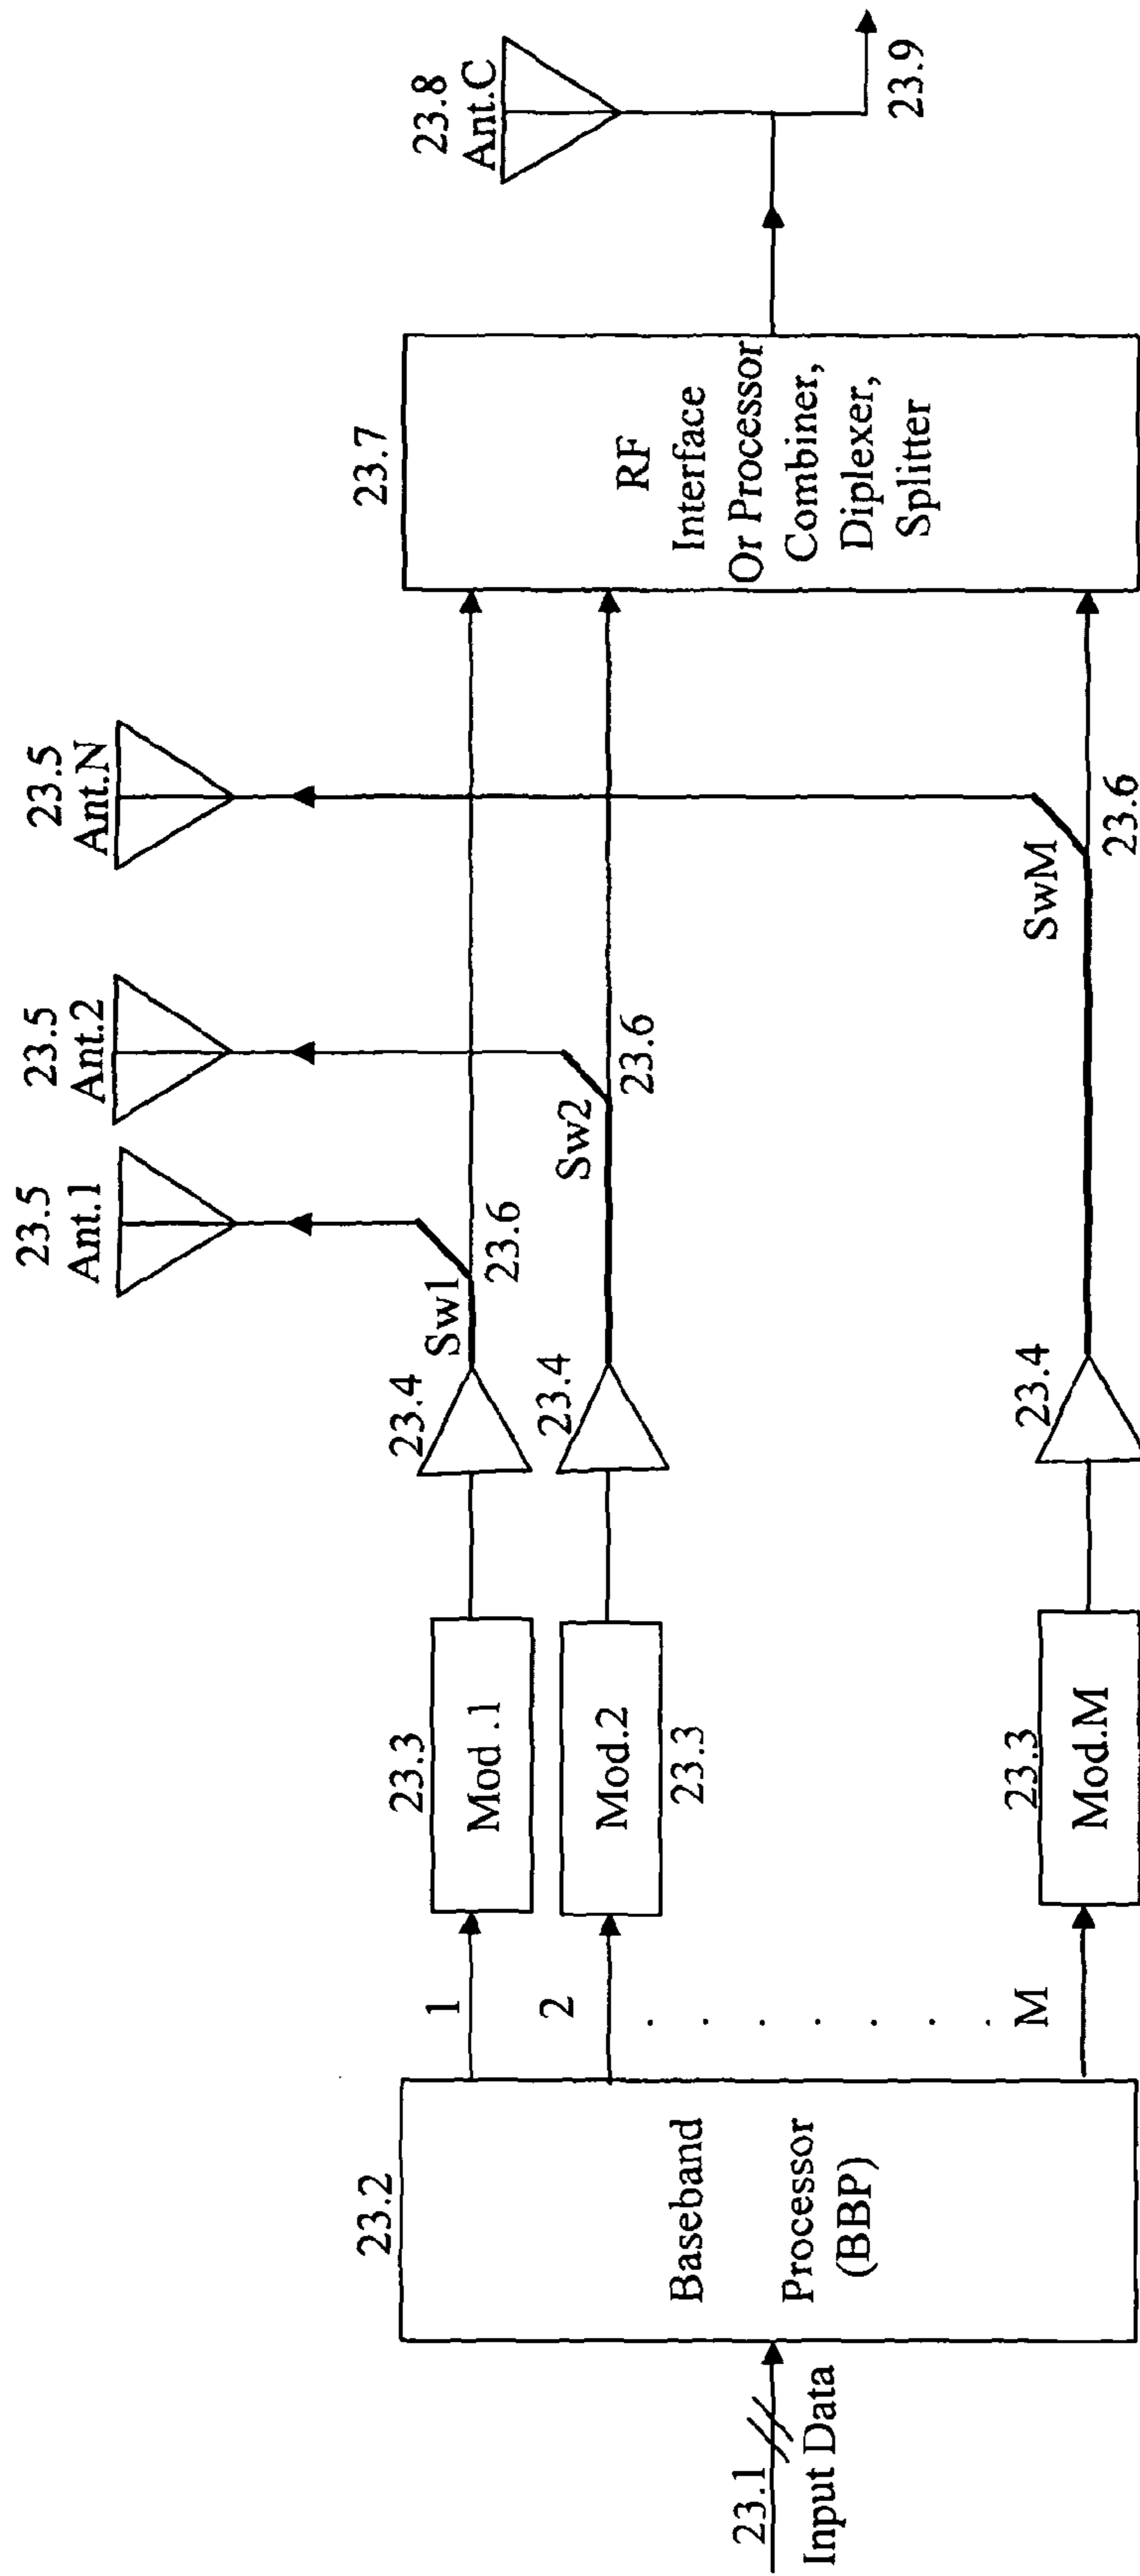 23.1
Input Data
23.2
Baseband
Processor
(BBP)
1
2
. . . . . . .
M
23.3
Mod .1
Mod.2
23.3
23.3
Mod.M
23.4
23.4
23.4
Sw1
23.6
Sw2
23.6
SwM
23.6
23.5
Ant.1
23.5
Ant.2
23.5
Ant.N
23.7
RF
Interface
Or Processor
Combiner,
Diplexer,
Splitter
23.8
Ant.C
23.9